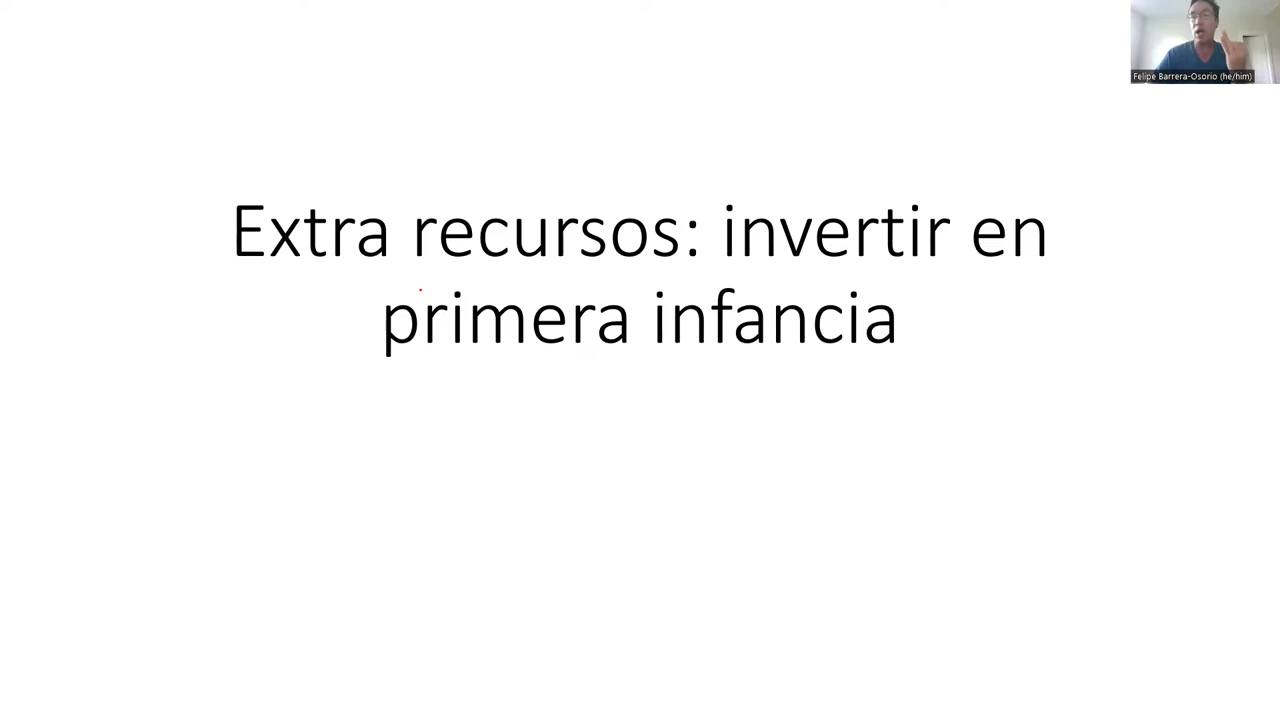 Felipe Barrera-Osorio (he/him)
Extra recursos: invertir en
primera infancia